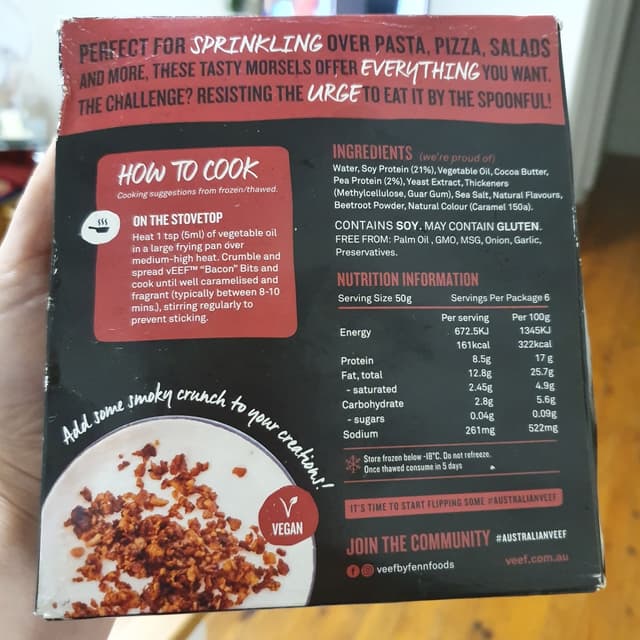 PERFECT FOR SPRINKLING OVER PASTA, PIZZA, SALADS
AND MORE, THESE TASTY MORSELS OFFER EVERYTHING YOU WANT.
THE CHALLENGE? RESISTING THE URGE TO EAT IT BY THE SPOONFUL!
HOW TO COOK
Cooking suggestions from frozen/thawed.
ON THE STOVETOP
Heat 1 tsp (5ml) of vegetable oil
in a large frying pan over
medium-high heat. Crumble and
spread vEEF™ “Bacon” Bits and
cook until well caramelised and
fragrant (typically between 8-10
mins.), stirring regularly to
prevent sticking.
Add some smoky crunch to your creations!
VEGAN
INGREDIENTS (we're proud of)
Water, Soy Protein (21%), Vegetable Oil, Cocoa Butter,
Pea Protein (2%), Yeast Extract, Thickeners
(Methylcellulose, Guar Gum), Sea Salt, Natural Flavours,
Beetroot Powder, Natural Colour (Caramel 150a).
CONTAINS SOY. MAY CONTAIN GLUTEN.
FREE FROM: Palm Oil , GMO, MSG, Onion, Garlic,
Preservatives.
NUTRITION INFORMATION
Serving Size 50g Servings Per Package 6
Per serving Per 100g
Energy 672.5KJ 1345KJ
161kcal 322kcal
Protein 8.5g 17 g
Fat, total 12.8g 25.7g
- saturated 2.45g 4.9g
Carbohydrate 2.8g 5.6g
- sugars 0.04g 0.09g
Sodium 261mg 522mg
Store frozen below -18°C. Do not refreeze.
Once thawed consume in 5 days
IT'S TIME TO START FLIPPING SOME #AUSTRALIANVEEF
JOIN THE COMMUNITY #AUSTRALIANVEEF
veefbyfennfoods veef.com.au